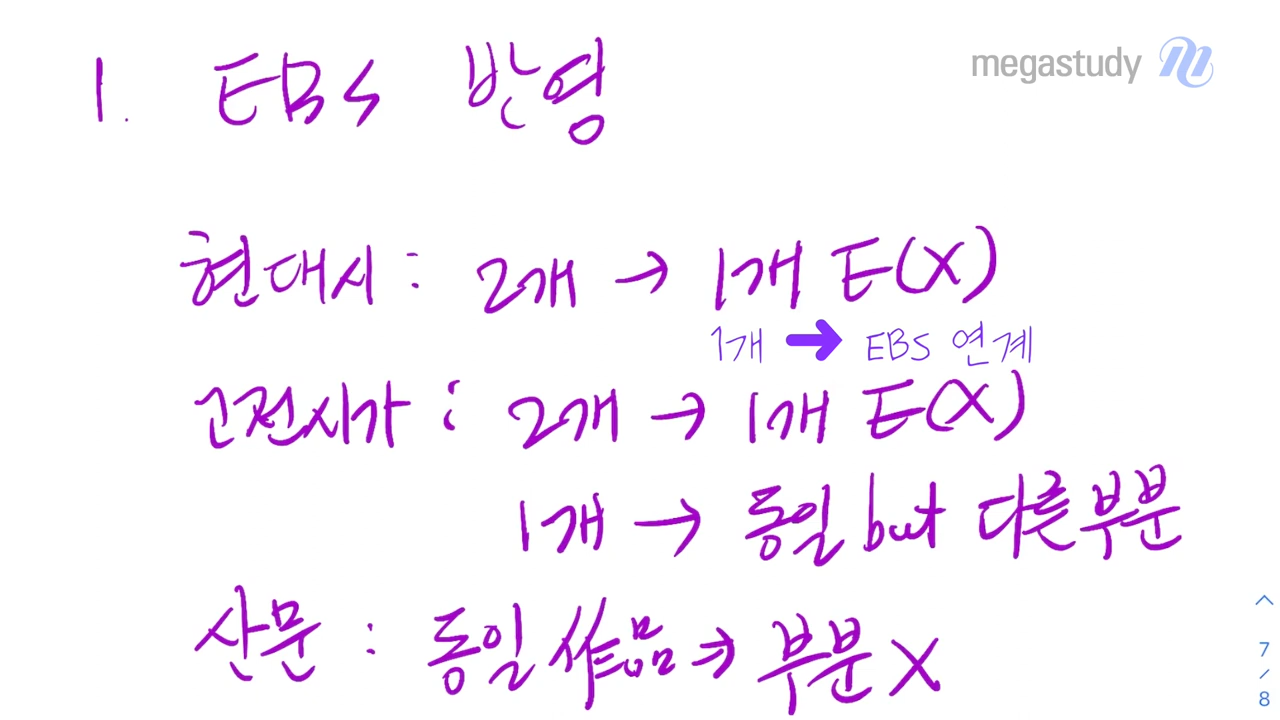 megastudy
1. EBS 반영
현대시 : 2개 → 1개 E(X)
1개 → EBS 연계
고전시가 : 2개 → 1개 E(X)
1개 → 동일 but 다른부분
산문 : 동일 作品 → 부분 X
7 / 8